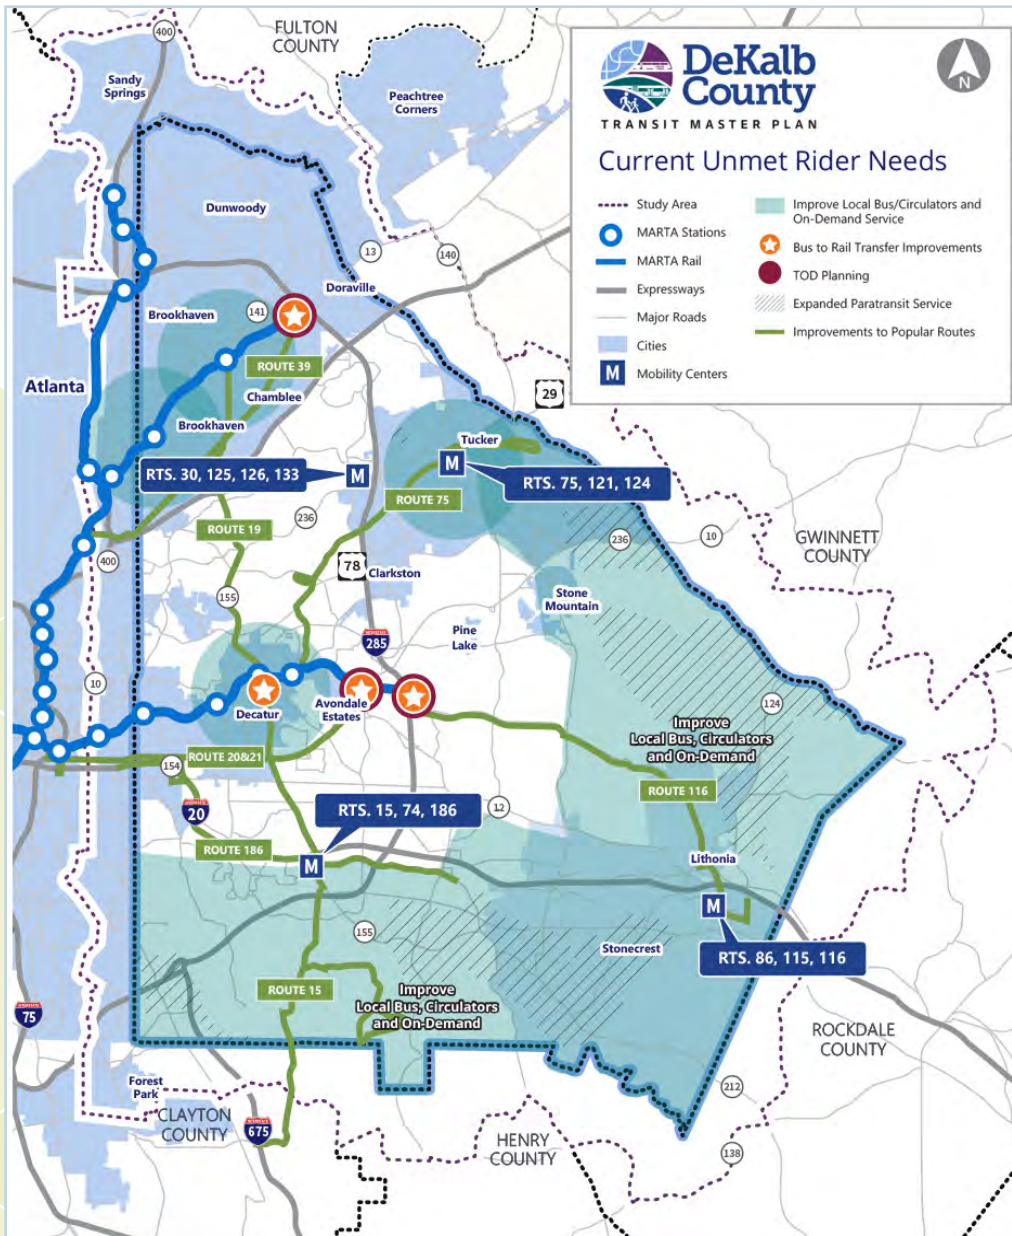 DeKalb
County
TRANSIT MASTER PLAN
N
Current Unmet Rider Needs
Study Area
MARTA Stations
MARTA Rail
Expressways
Major Roads
Cities
M
Mobility Centers
Improve Local Bus/Circulators and
On-Demand Service
Bus to Rail Transfer Improvements
TOD Planning
Expanded Paratransit Service
Improvements to Popular Routes
400
FULTON
COUNTY
Sandy
Springs
Peachtree
Corners
Dunwoody
13
140
Doraville
Brookhaven
141
ROUTE 39
Atlanta
Chamblee
29
Brookhaven
Tucker
RTS. 30, 125, 126, 133
M
M
RTS. 75, 121, 124
ROUTE 75
236
ROUTE 19
236
10
GWINNETT
COUNTY
400
78
Clarkston
155
Stone
Mountain
Pine
Lake
285
10
Decatur
Avondale
Estates
124
Improve
Local Bus, Circulators
and On-Demand
ROUTE 20&21
154
20
ROUTE 116
RTS. 15, 74, 186
12
ROUTE 186
M
Lithonia
M
155
Stonecrest
RTS. 86, 115, 116
ROUTE 15
Improve
Local Bus, Circulators
and On-Demand
75
ROCKDALE
COUNTY
Forest
Park
212
CLAYTON
COUNTY
675
HENRY
COUNTY
138